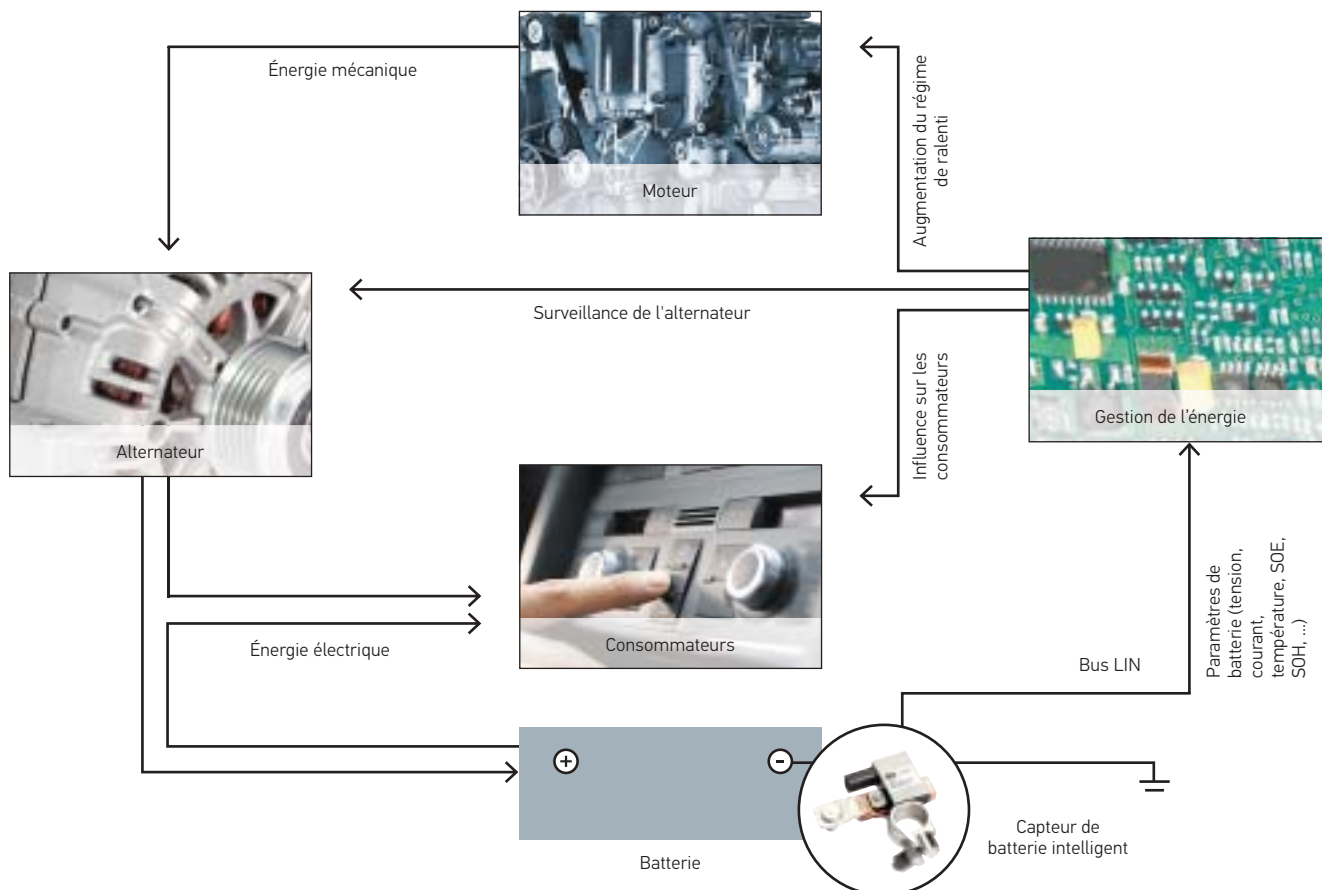 Énergie mécanique
Moteur
Augmentation du régime
de ralenti
Surveillance de l'alternateur
Alternateur
Gestion de l'énergie
Influence sur les
consommateurs
Énergie électrique
Consommateurs
Bus LIN
Paramètres de
batterie (tension,
courant,
température, SOE,
SOH, ...)
+
-
Batterie
Capteur de
batterie intelligent